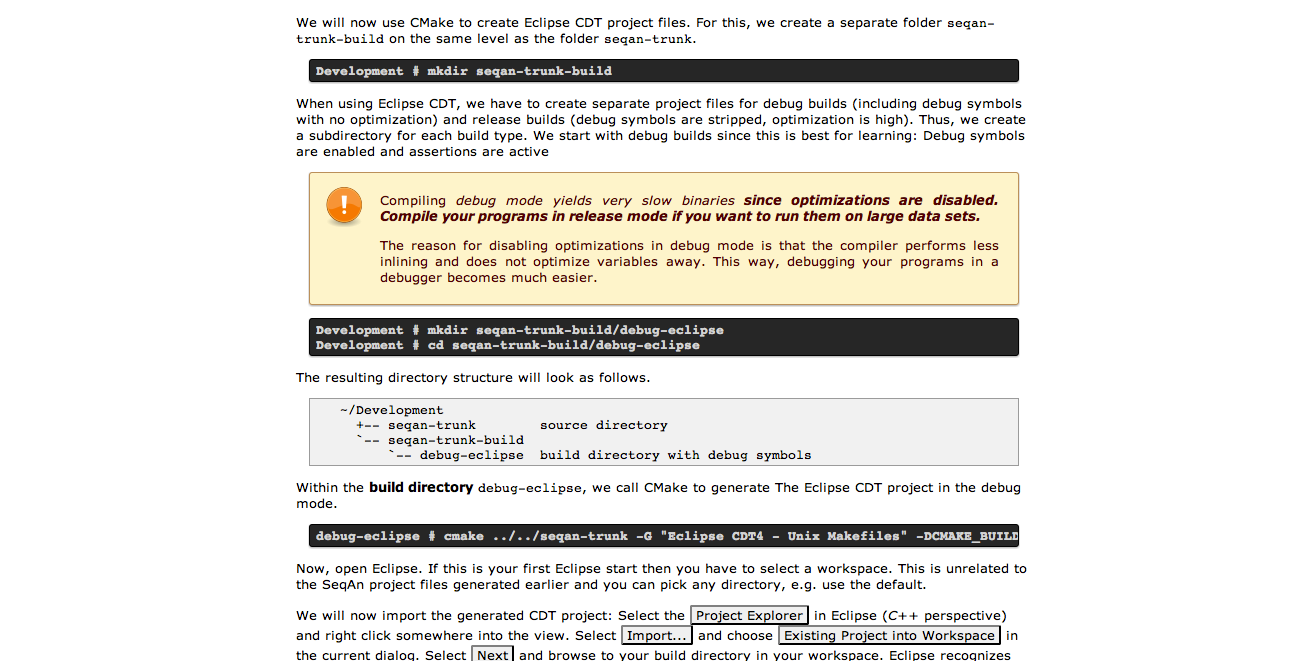 We will now use CMake to create Eclipse CDT project files. For this, we create a separate folder seqan-
trunk-build on the same level as the folder seqan-trunk.
Development # mkdir seqan-trunk-build
When using Eclipse CDT, we have to create separate project files for debug builds (including debug symbols
with no optimization) and release builds (debug symbols are stripped, optimization is high). Thus, we create
a subdirectory for each build type. We start with debug builds since this is best for learning: Debug symbols
are enabled and assertions are active
Compiling debug mode yields very slow binaries since optimizations are disabled.
Compile your programs in release mode if you want to run them on large data sets.
The reason for disabling optimizations in debug mode is that the compiler performs less
inlining and does not optimize variables away. This way, debugging your programs in a
debugger becomes much easier.
Development # mkdir seqan-trunk-build/debug-eclipse
Development # cd seqan-trunk-build/debug-eclipse
The resulting directory structure will look as follows.
~/Development
+-- seqan-trunk        source directory
`-- seqan-trunk-build
`-- debug-eclipse  build directory with debug symbols
Within the build directory debug-eclipse, we call CMake to generate The Eclipse CDT project in the debug
mode.
debug-eclipse # cmake ../../seqan-trunk -G "Eclipse CDT4 - Unix Makefiles" -DCMAKE_BUILD
Now, open Eclipse. If this is your first Eclipse start then you have to select a workspace. This is unrelated to
the SeqAn project files generated earlier and you can pick any directory, e.g. use the default.
We will now import the generated CDT project: Select the Project Explorer in Eclipse (C++ perspective)
and right click somewhere into the view. Select Import... and choose Existing Project into Workspace in
the current dialog. Select Next and browse to your build directory in your workspace. Eclipse recognizes